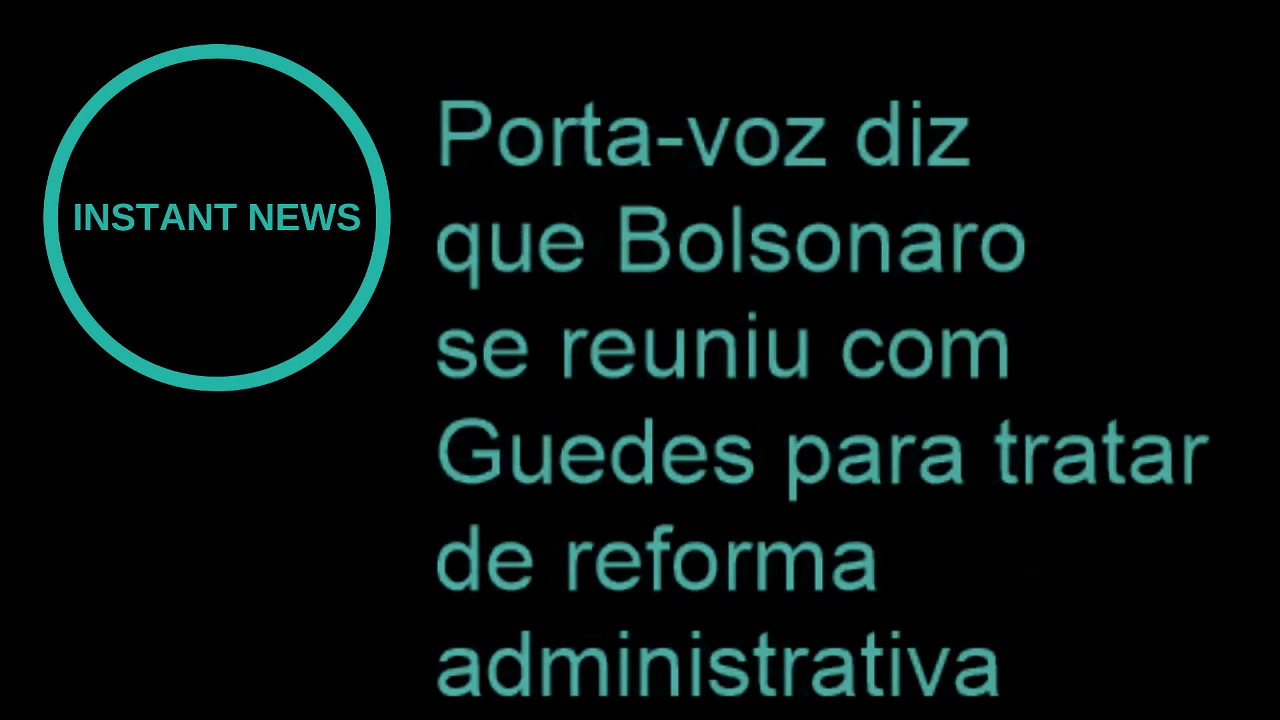 INSTANT NEWS
Porta-voz diz
que Bolsonaro
se reuniu com
Guedes para tratar
de reforma
administrativa